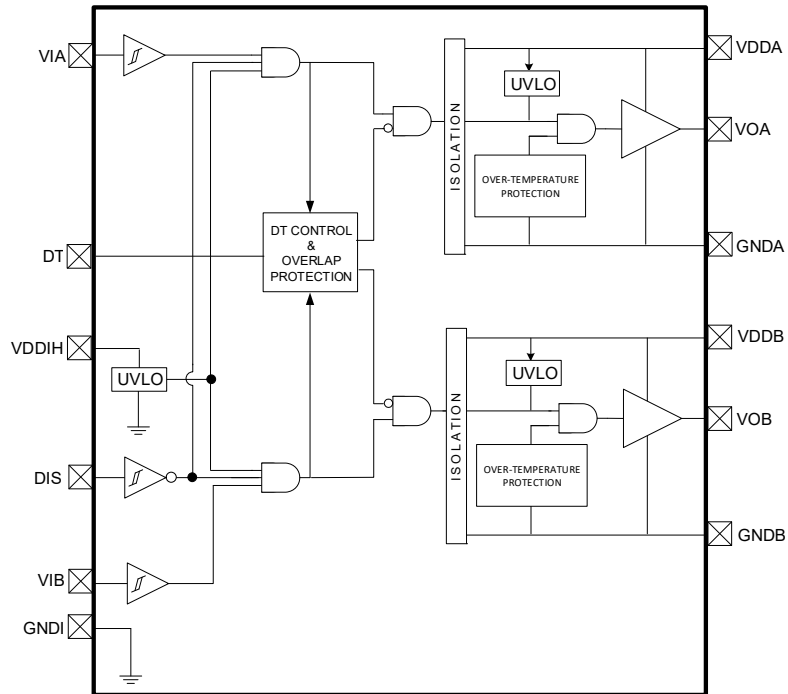 VIA
DT
VDDIH
DIS
VIB
GNDI
UVLO
DT CONTROL
&
OVERLAP
PROTECTION
ISOLATION
UVLO
OVER-TEMPERATURE
PROTECTION
VDDA
VOA
GNDA
ISOLATION
UVLO
OVER-TEMPERATURE
PROTECTION
VDDB
VOB
GNDB